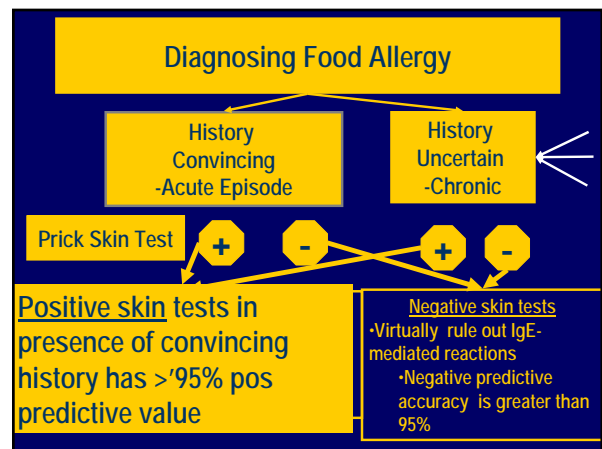 Diagnosing Food Allergy
History
Convincing
-Acute Episode
History
Uncertain
-Chronic
Prick Skin Test
+
-
+
-
Positive skin tests in
presence of convincing
history has >'95% pos
predictive value
Negative skin tests
•Virtually rule out IgE-
mediated reactions
•Negative predictive
accuracy is greater than
95%